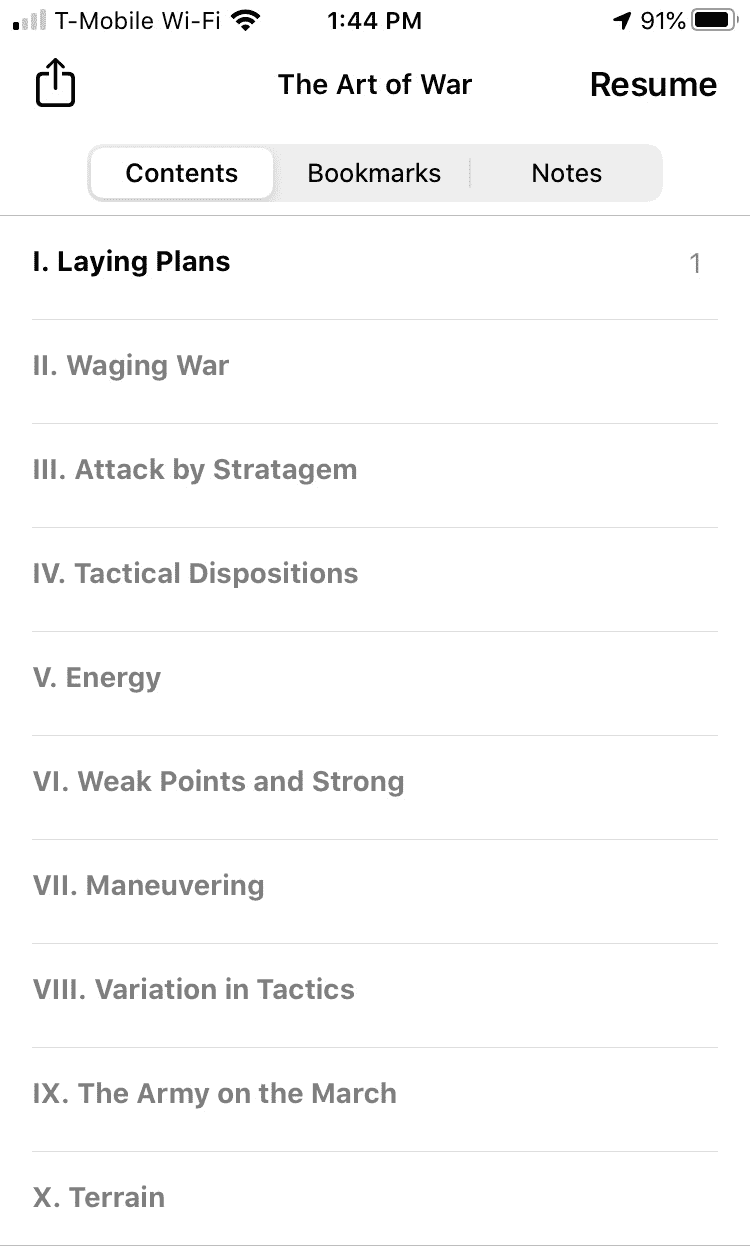 T-Mobile Wi-Fi 1:44 PM 91%
The Art of War Resume
Contents Bookmarks Notes
I. Laying Plans 1
II. Waging War
III. Attack by Stratagem
IV. Tactical Dispositions
V. Energy
VI. Weak Points and Strong
VII. Maneuvering
VIII. Variation in Tactics
IX. The Army on the March
X. Terrain